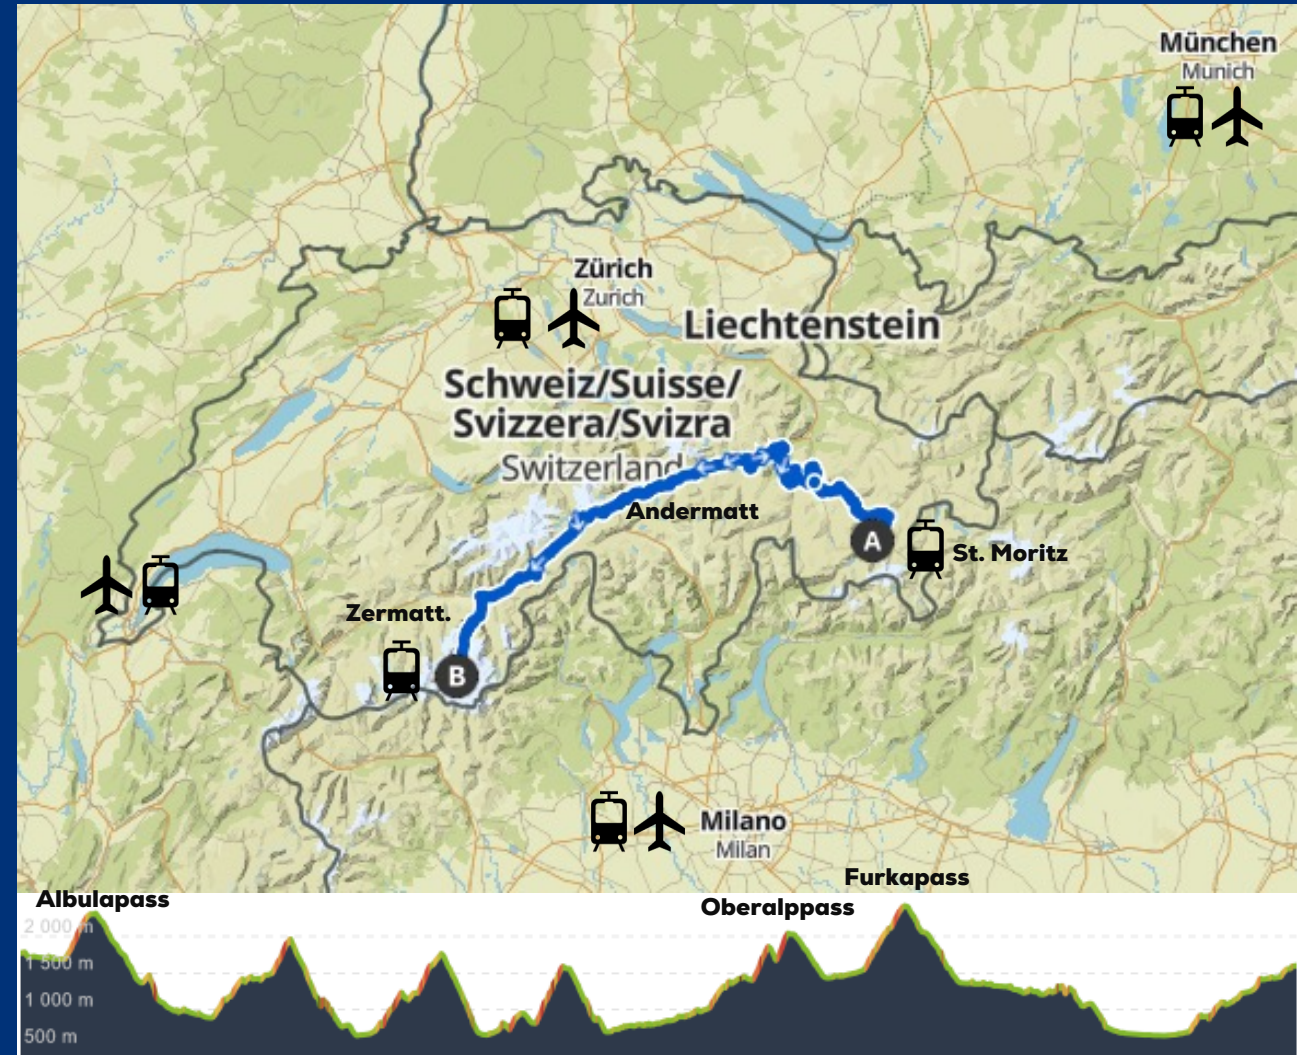 München
Munich
Zürich
Zurich
Liechtenstein
Schweiz/Suisse/
Svizzera/Svizra
Switzerland
Andermatt
A
St. Moritz
Zermatt.
B
Milano
Milan
Furkapass
Albulapass
Oberalppass
2 000 m
1 500 m
1 000 m
500 m